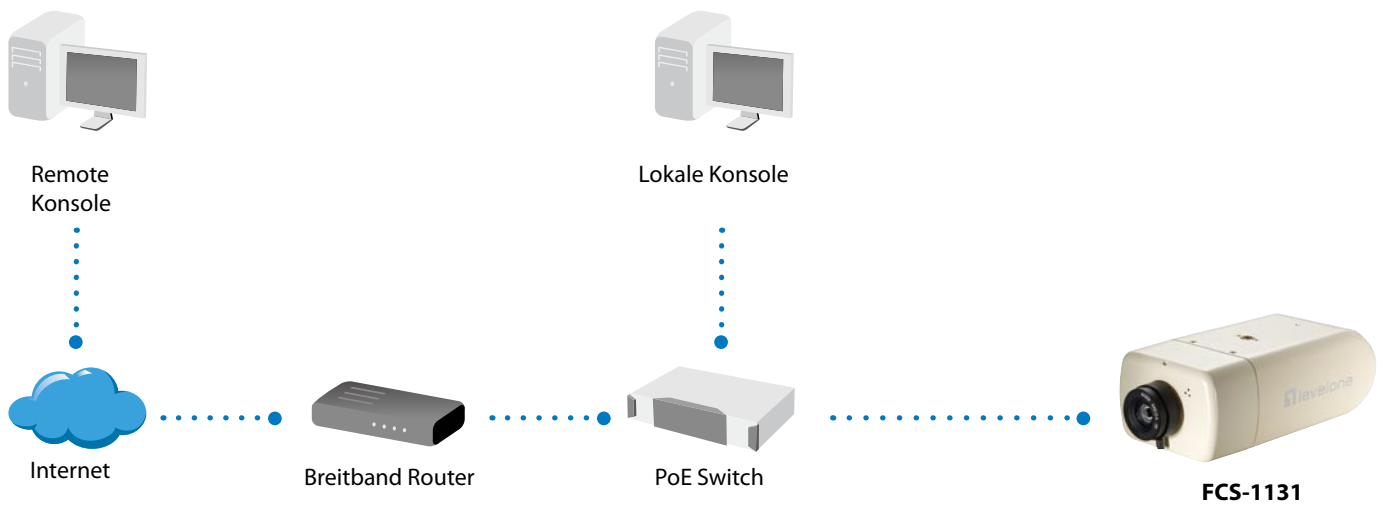 Remote
Konsole
Lokale Konsole
levelone
Internet
Breitband Router
PoE Switch
FCS-1131